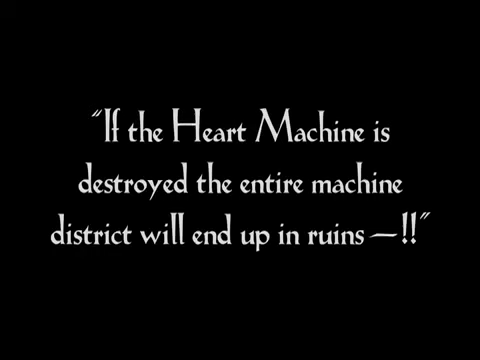 “If the Heart Machine is
destroyed the entire machine
district will end up in ruins—!!”